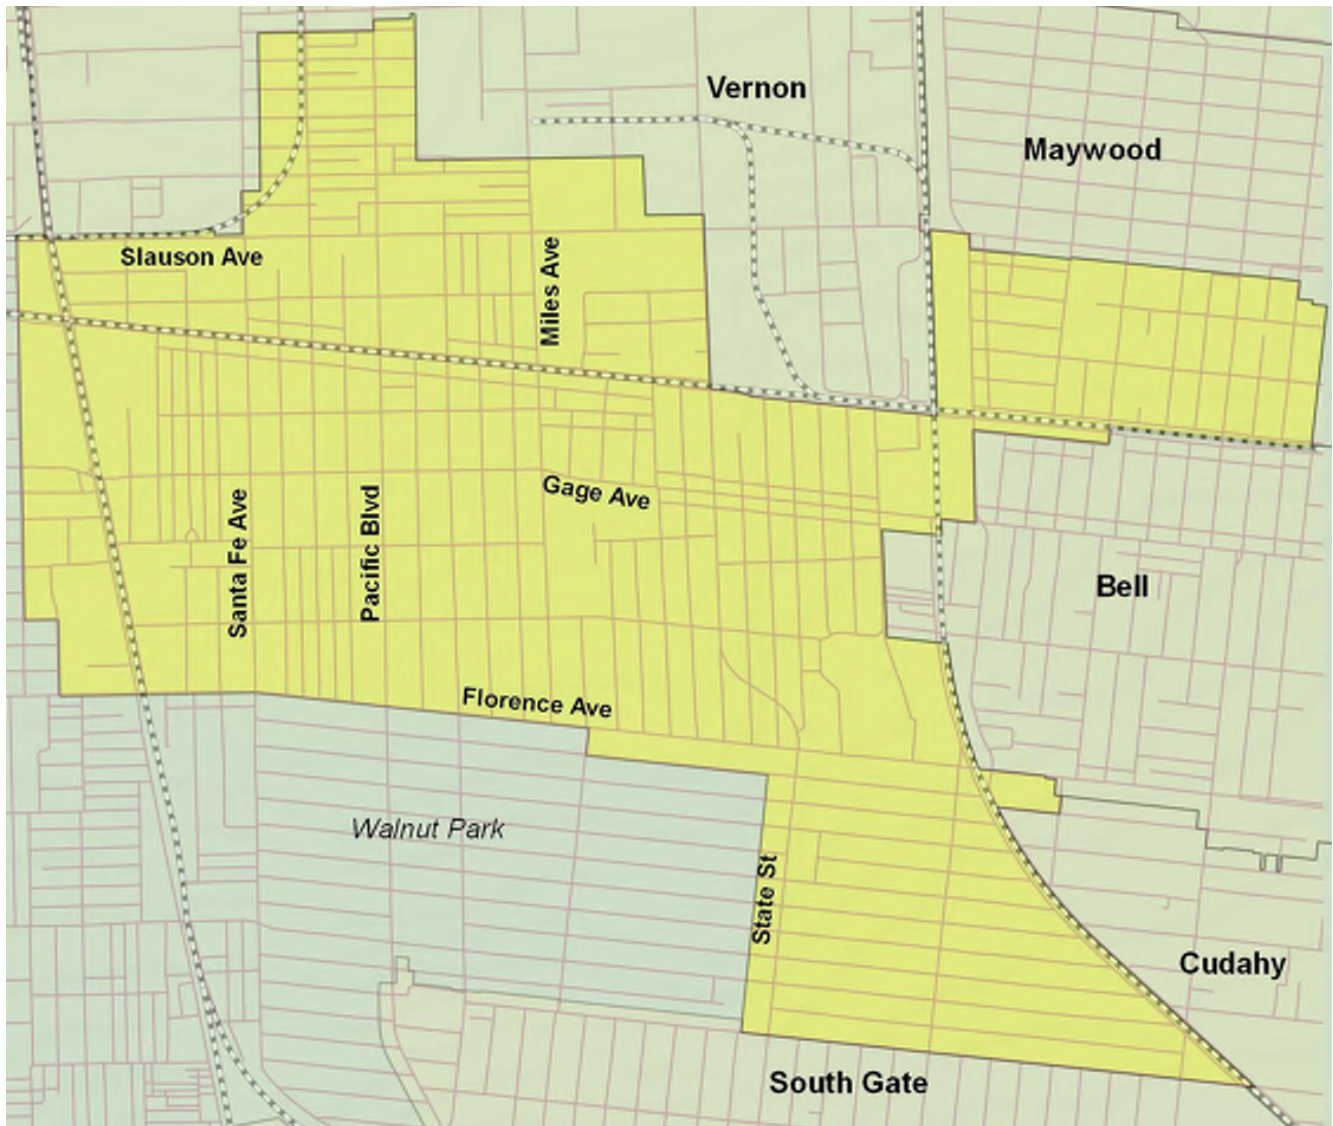 Vernon
Maywood
Slauson Ave
Miles Ave
Gage Ave
Santa Fe Ave
Pacific Blvd
Bell
Florence Ave
Walnut Park
State St
Cudahy
South Gate